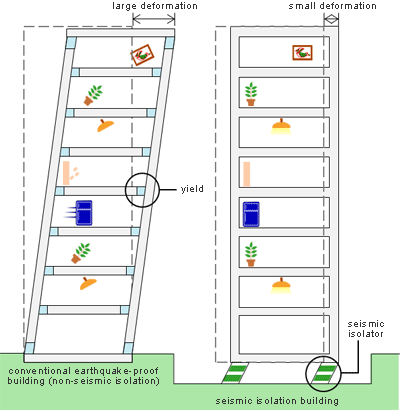 large deformation
small deformation
yield
seismic
isolator
conventional earthquake-proof
building (non-seismic isolation)
seismic isolation building